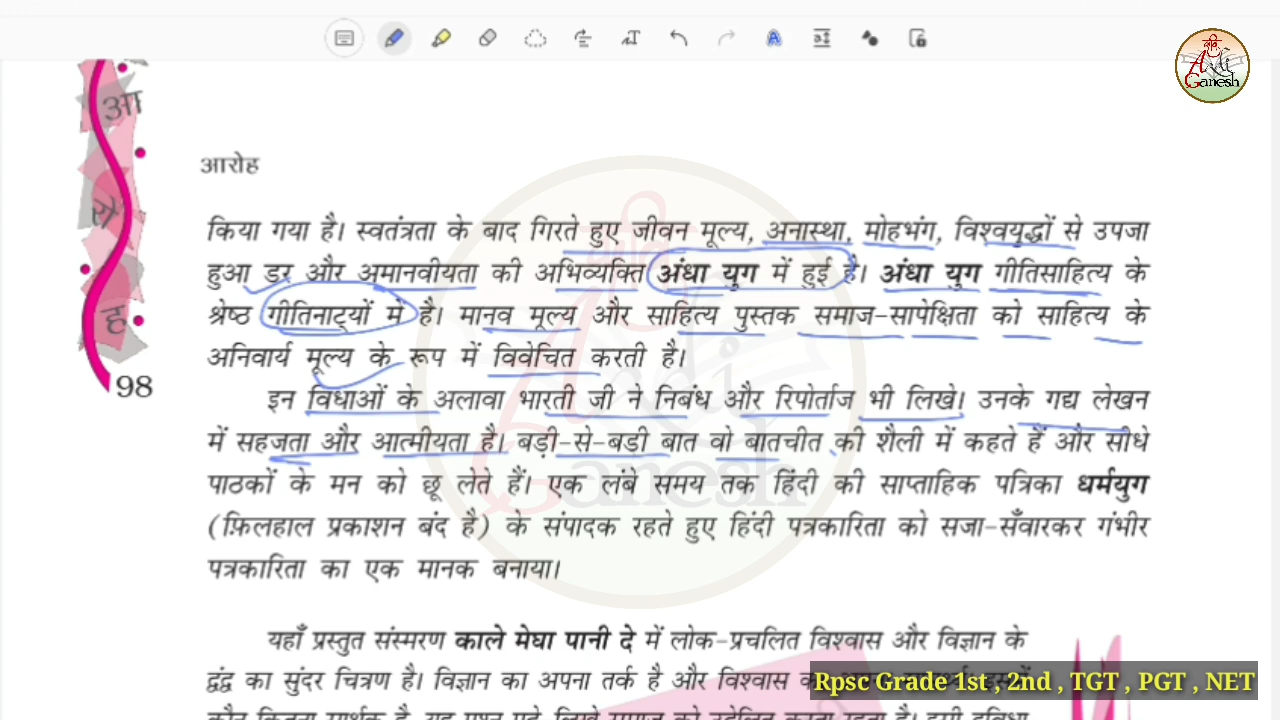 आ
रो
ह
श्री
Adi
Ganesh
आरोह
किया गया है। स्वतंत्रता के बाद गिरते हुए जीवन मूल्य, अनास्था, मोहभंग, विश्वयुद्धों से उपजा
हुआ डर और अमानवीयता की अभिव्यक्ति अंधा युग में हुई है। अंधा युग गीतिसाहित्य के
श्रेष्ठ गीतिनाट्यों में है। मानव मूल्य और साहित्य पुस्तक समाज-सापेक्षिता को साहित्य के
अनिवार्य मूल्य के रूप में विवेचित करती है।
98
इन विधाओं के अलावा भारती जी ने निबंध और रिपोर्ताज भी लिखे। उनके गद्य लेखन
में सहजता और आत्मीयता है। बड़ी-से-बड़ी बात वो बातचीत की शैली में कहते हैं और सीधे
पाठकों के मन को छू लेते हैं। एक लंबे समय तक हिंदी की साप्ताहिक पत्रिका धर्मयुग
(फ़िलहाल प्रकाशन बंद है) के संपादक रहते हुए हिंदी पत्रकारिता को सजा-सँवारकर गंभीर
पत्रकारिता का एक मानक बनाया।
यहाँ प्रस्तुत संस्मरण काले मेघा पानी दे में लोक-प्रचलित विश्वास और विज्ञान के
द्वंद्व का सुंदर चित्रण है। विज्ञान का अपना तर्क है और विश्वास
Rpsc Grade 1st , 2nd , TGT , PGT , NET